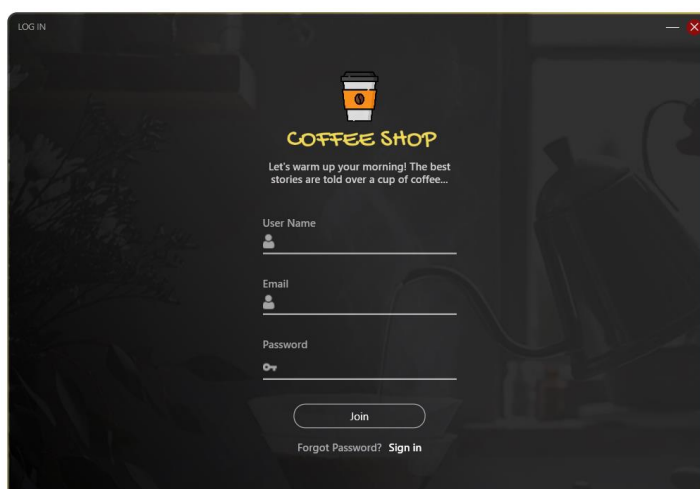 LOG IN
COFFEE SHOP
Let's warm up your morning! The best
stories are told over a cup of coffee...
User Name
Email
Password
Join
Forgot Password? Sign in